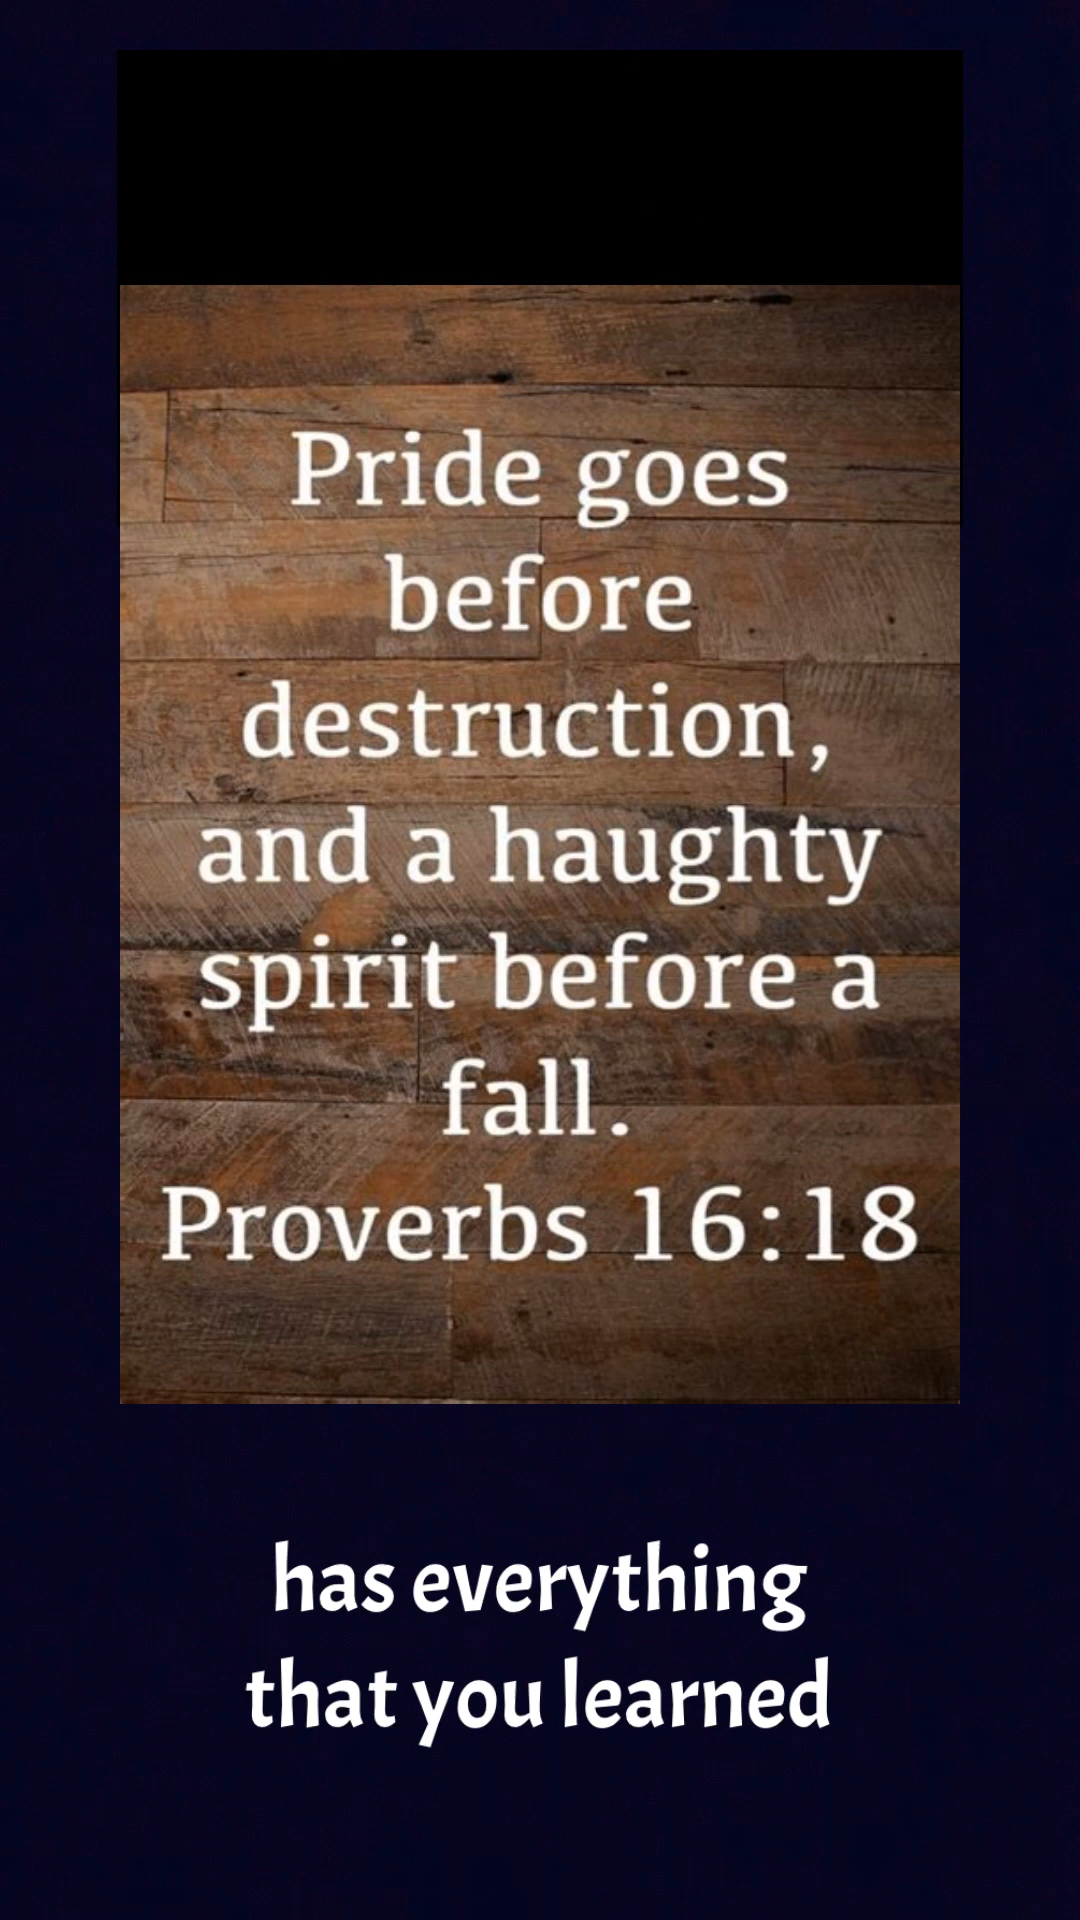 Pride goes
before
destruction,
and a haughty
spirit before a
fall.
Proverbs 16:18
has everything
that you learned